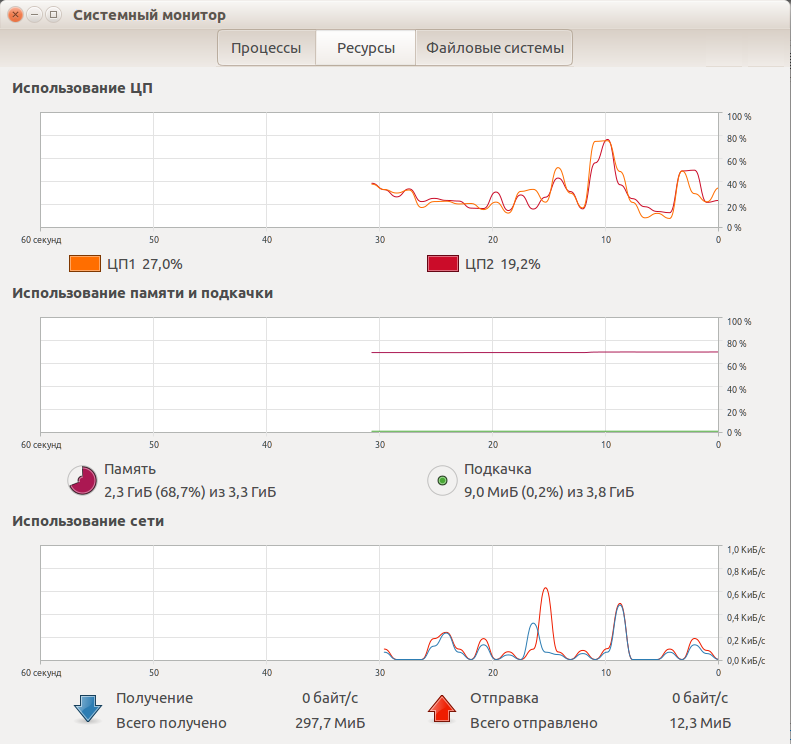 Системный монитор
Процессы Ресурсы Файловые системы
Использование ЦП
100 %
80 %
60 %
40 %
20 %
0 %
60 секунд 50 40 30 20 10 0
ЦП1 27,0% ЦП2 19,2%
Использование памяти и подкачки
100 %
80 %
60 %
40 %
20 %
0 %
60 секунд 50 40 30 20 10 0
Память Подкачка
2,3 ГиБ (68,7%) из 3,3 ГиБ 9,0 МиБ (0,2%) из 3,8 ГиБ
Использование сети
1,0 КиБ/с
0,8 КиБ/с
0,6 КиБ/с
0,4 КиБ/с
0,2 КиБ/с
0,0 КиБ/с
60 секунд 50 40 30 20 10 0
Получение 0 байт/с Отправка 0 байт/с
Всего получено 297,7 МиБ Всего отправлено 12,3 МиБ